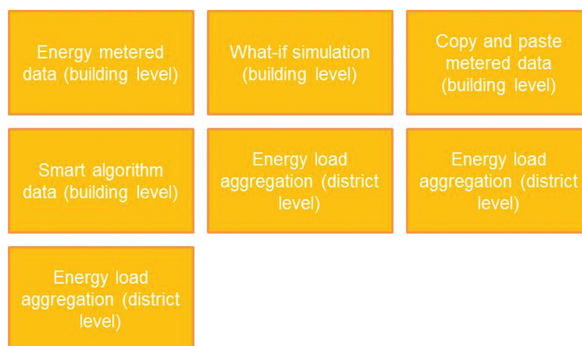 Energy metered
data (building level)
What-if simulation
(building level)
Copy and paste
metered data
(building level)
Smart algorithm
data (building level)
Energy load
aggregation (district
level)
Energy load
aggregation (district
level)
Energy load
aggregation (district
level)